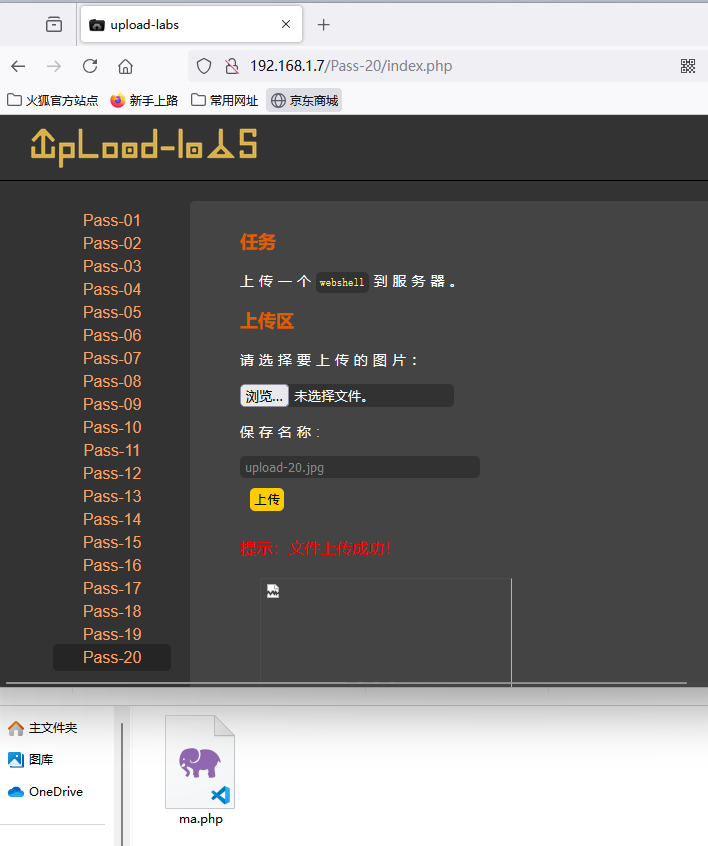 upload-labs
192.168.1.7/Pass-20/index.php
火狐官方站点 新手上路 常用网址 京东商城
UpLoad-labS
Pass-01
Pass-02
Pass-03
Pass-04
Pass-05
Pass-06
Pass-07
Pass-08
Pass-09
Pass-10
Pass-11
Pass-12
Pass-13
Pass-14
Pass-15
Pass-16
Pass-17
Pass-18
Pass-19
Pass-20
任务
上传一个 webshell 到服务器。
上传区
请选择要上传的图片：
浏览... 未选择文件。
保存名称：
upload-20.jpg
上传
提示：文件上传成功！
主文件夹
图库
OneDrive
ma.php